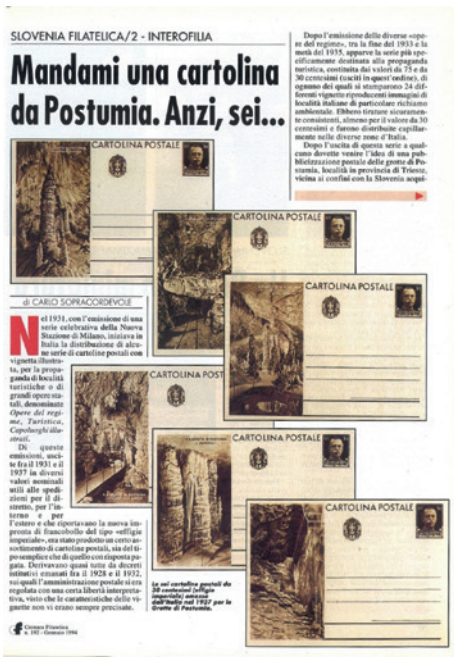 SLOVENIA FILATELICA/2 - INTEROFILIA
Mandami una cartolina
da Postumia. Anzi, sei...
di CARLO SOPRACORDEVOLE
Nel 1931, con l'emissione di una
serie celebrativa della Nuova
Stazione di Milano, iniziava in
Italia la distribuzione di alcu-
ne serie di cartoline postali con
vignetta illustra-
ta, per la propa-
ganda di località
turistiche o di
grandi opere sta-
tali, denominate
Opere del regi-
me, Turistica,
Capoluoghi illu-
strati.
Di queste
emissioni, usci-
te fra il 1931 e il
1937 in diversi
valori nominali
utili alle spedi-
zioni per il di-
stretto, per l'in-
terno e per
l'estero e che riportavano la nuova im-
pronta di francobollo del tipo «effigie
imperiale», era stato prodotto un certo as-
sortimento di cartoline postali, sia del ti-
po semplice che di quello con risposta pa-
gata. Derivavano quasi tutte da decreti
istitutivi emanati fra il 1928 e il 1932,
sui quali l'amministrazione postale si era
regolata con una certa libertà interpreta-
tiva, visto che le caratteristiche delle vi-
gnette non vi erano sempre precisate.
Dopo l'emissione delle diverse «ope-
re del regime», tra la fine del 1933 e la
metà del 1935, apparve la serie più spe-
cificamente destinata alla propaganda
turistica, costituita dai valori da 75 e da
30 centesimi (usciti in quest'ordine), di
ognuno dei quali si stamparono 24 dif-
ferenti vignette riproducenti immagini di
località italiane di particolare richiamo
ambientale. Ebbero tirature sicuramen-
te consistenti, almeno per il valore da 30
centesimi e furono distribuite capillar-
mente nelle diverse zone d'Italia.
Dopo l'uscita di questa serie a qual-
cuno dovette venire l'idea di una pub-
blicizzazione postale delle grotte di Po-
stumia, località in provincia di Trieste,
vicina ai confini con la Slovenia acqui-
CARTOLINA POSTALE
CARTOLINA POSTALE
CARTOLINA POSTALE
CARTOLINA POST
CARTOLINA POSTALE
CARTOLINA POSTALE
Le sei cartoline postali da
30 centesimi (effigie
imperiale) emesse
dall'Italia nel 1937 per le
Grotte di Postumia.
Cronaca Filatelica
n. 192 - Gennaio 1994